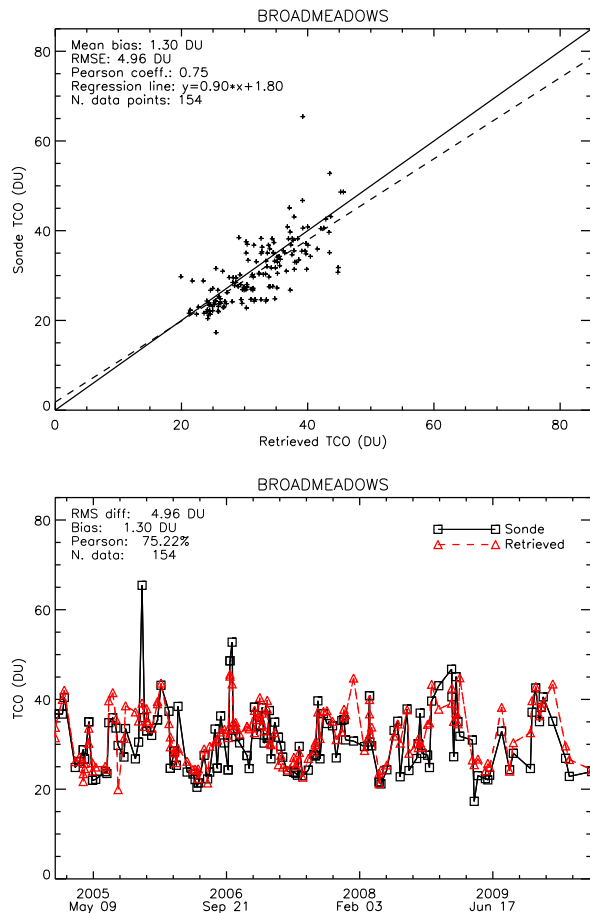 BROADMEADOWS
Mean bias: 1.30 DU
RMSE: 4.96 DU
Pearson coeff.: 0.75
Regression line: y=0.90*x+1.80
N. data points: 154
80
60
40
20
0
Sonde TCO (DU)
0 20 40 60 80
Retrieved TCO (DU)
BROADMEADOWS
RMS diff: 4.96 DU
Bias: 1.30 DU
Pearson: 75.22%
N. data: 154
Sonde
Retrieved
80
60
40
20
0
TCO (DU)
2005 2006 2008 2009
May 09 Sep 21 Feb 03 Jun 17